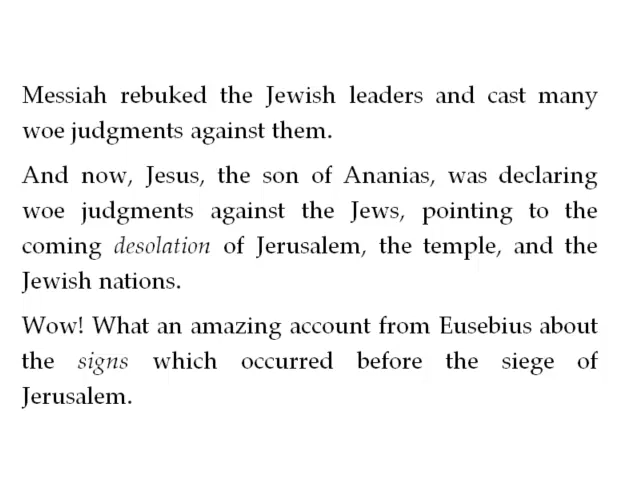 Messiah rebuked the Jewish leaders and cast many
woe judgments against them.
And now, Jesus, the son of Ananias, was declaring
woe judgments against the Jews, pointing to the
coming desolation of Jerusalem, the temple, and the
Jewish nations.
Wow! What an amazing account from Eusebius about
the signs which occurred before the siege of
Jerusalem.